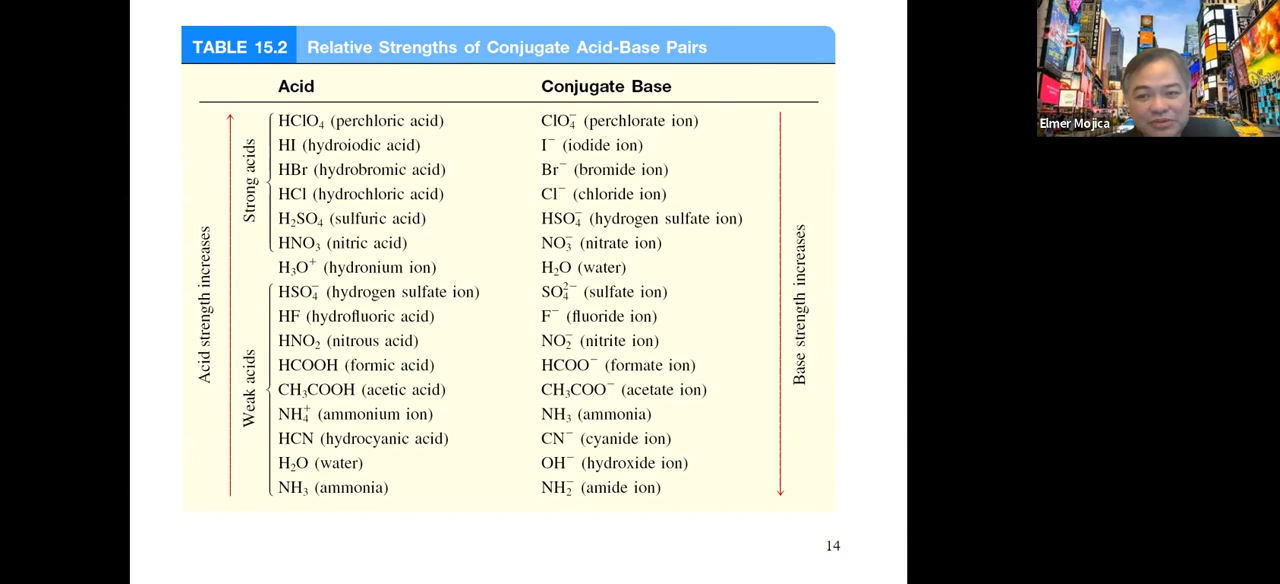 TABLE 15.2 Relative Strengths of Conjugate Acid-Base Pairs
Acid Conjugate Base
HClO₄ (perchloric acid) ClO₄⁻ (perchlorate ion)
HI (hydroiodic acid) I⁻ (iodide ion)
HBr (hydrobromic acid) Br⁻ (bromide ion)
HCl (hydrochloric acid) Cl⁻ (chloride ion)
H₂SO₄ (sulfuric acid) HSO₄⁻ (hydrogen sulfate ion)
HNO₃ (nitric acid) NO₃⁻ (nitrate ion)
H₃O⁺ (hydronium ion) H₂O (water)
HSO₄⁻ (hydrogen sulfate ion) SO₄²⁻ (sulfate ion)
HF (hydrofluoric acid) F⁻ (fluoride ion)
HNO₂ (nitrous acid) NO₂⁻ (nitrite ion)
HCOOH (formic acid) HCOO⁻ (formate ion)
CH₃COOH (acetic acid) CH₃COO⁻ (acetate ion)
NH₄⁺ (ammonium ion) NH₃ (ammonia)
HCN (hydrocyanic acid) CN⁻ (cyanide ion)
H₂O (water) OH⁻ (hydroxide ion)
NH₃ (ammonia) NH₂⁻ (amide ion)
Acid strength increases
Strong acids
Weak acids
Base strength increases
14
Elmer Mojica